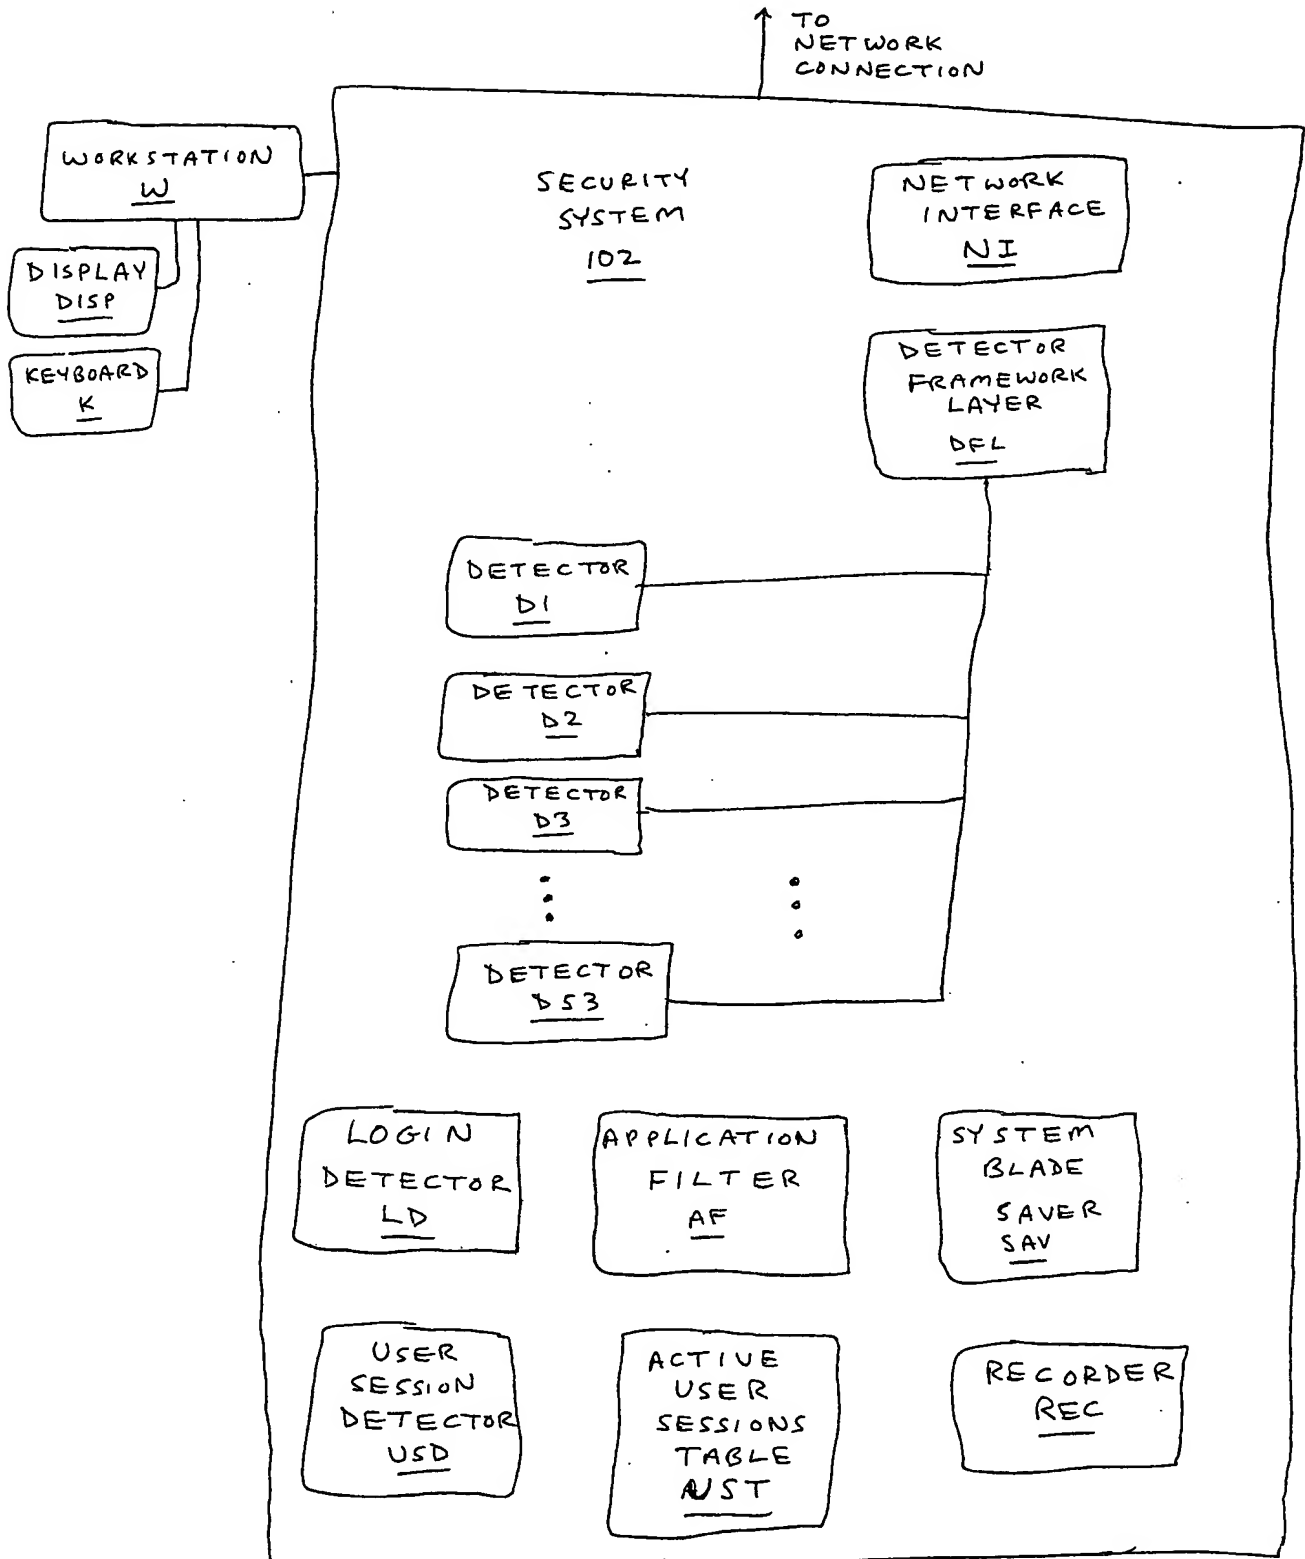 TO
NETWORK
CONNECTION
WORKSTATION
W
DISPLAY
DISP
KEYBOARD
K
SECURITY
SYSTEM
102
NETWORK
INTERFACE
NI
DETECTOR
FRAMEWORK
LAYER
DFL
DETECTOR
D1
DETECTOR
D2
DETECTOR
D3
DETECTOR
D53
LOGIN
DETECTOR
LD
APPLICATION
FILTER
AF
SYSTEM
BLADE
SAVER
SAV
USER
SESSION
DETECTOR
USD
ACTIVE
USER
SESSIONS
TABLE
AUST
RECORDER
REC